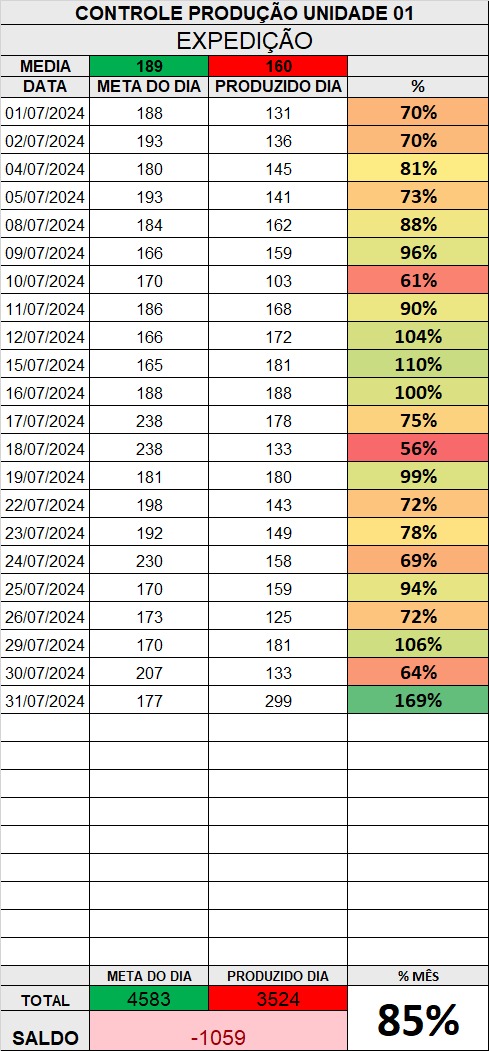 CONTROLE PRODUÇÃO UNIDADE 01
EXPEDIÇÃO
MEDIA 189 160
DATA META DO DIA PRODUZIDO DIA %
01/07/2024 188 131 70%
02/07/2024 193 136 70%
04/07/2024 180 145 81%
05/07/2024 193 141 73%
08/07/2024 184 162 88%
09/07/2024 166 159 96%
10/07/2024 170 103 61%
11/07/2024 186 168 90%
12/07/2024 166 172 104%
15/07/2024 165 181 110%
16/07/2024 188 188 100%
17/07/2024 238 178 75%
18/07/2024 238 133 56%
19/07/2024 181 180 99%
22/07/2024 198 143 72%
23/07/2024 192 149 78%
24/07/2024 230 158 69%
25/07/2024 170 159 94%
26/07/2024 173 125 72%
29/07/2024 170 181 106%
30/07/2024 207 133 64%
31/07/2024 177 299 169%
META DO DIA PRODUZIDO DIA % MÊS
TOTAL 4583 3524 85%
SALDO -1059